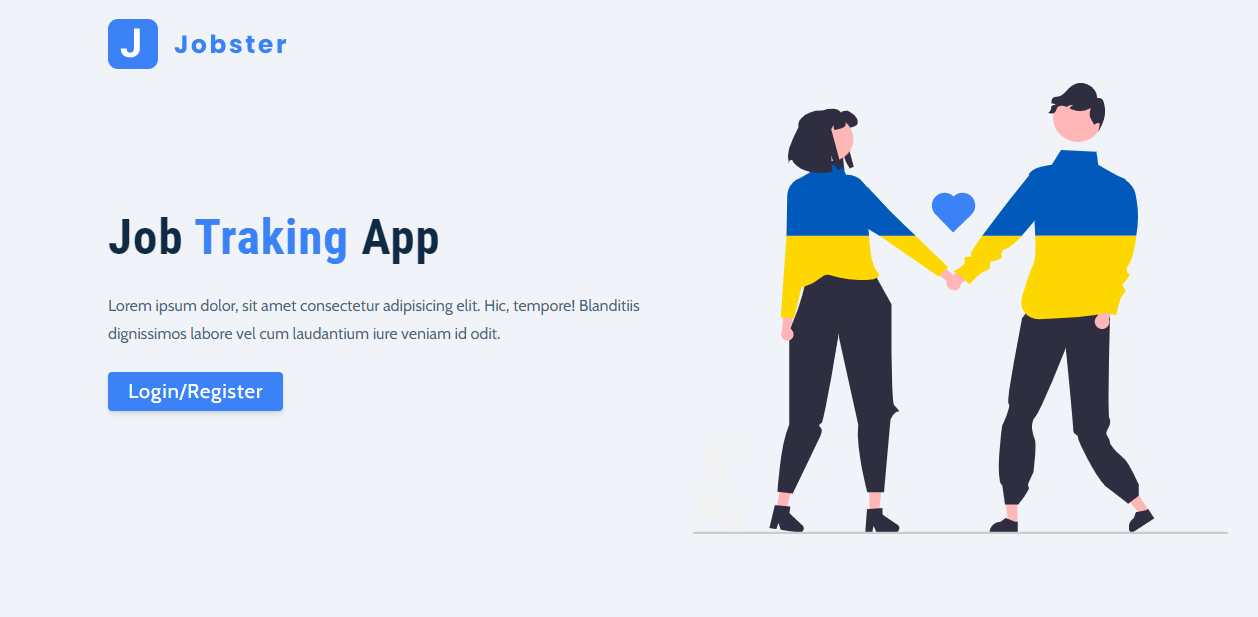 J Jobster
Job Traking App
Lorem ipsum dolor, sit amet consectetur adipisicing elit. Hic, tempore! Blanditiis
dignissimos labore vel cum laudantium iure veniam id odit.
Login/Register